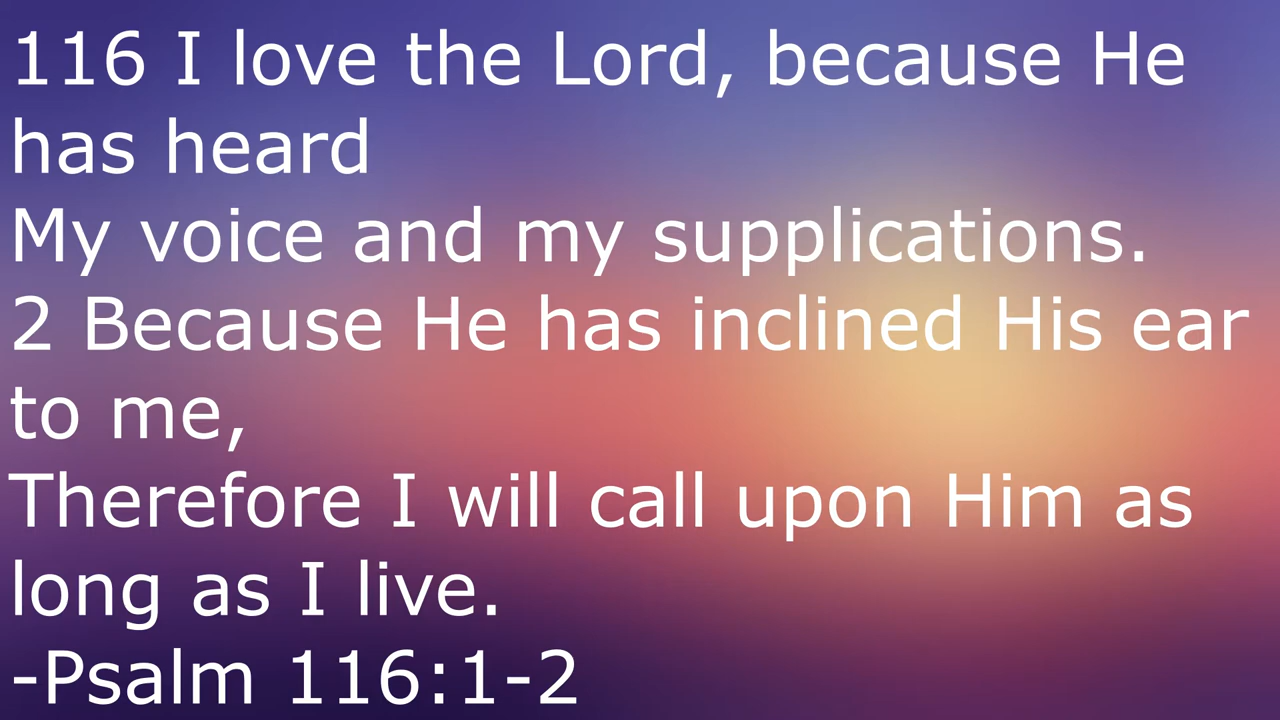 116 I love the Lord, because He
has heard
My voice and my supplications.
2 Because He has inclined His ear
to me,
Therefore I will call upon Him as
long as I live.
-Psalm 116:1-2